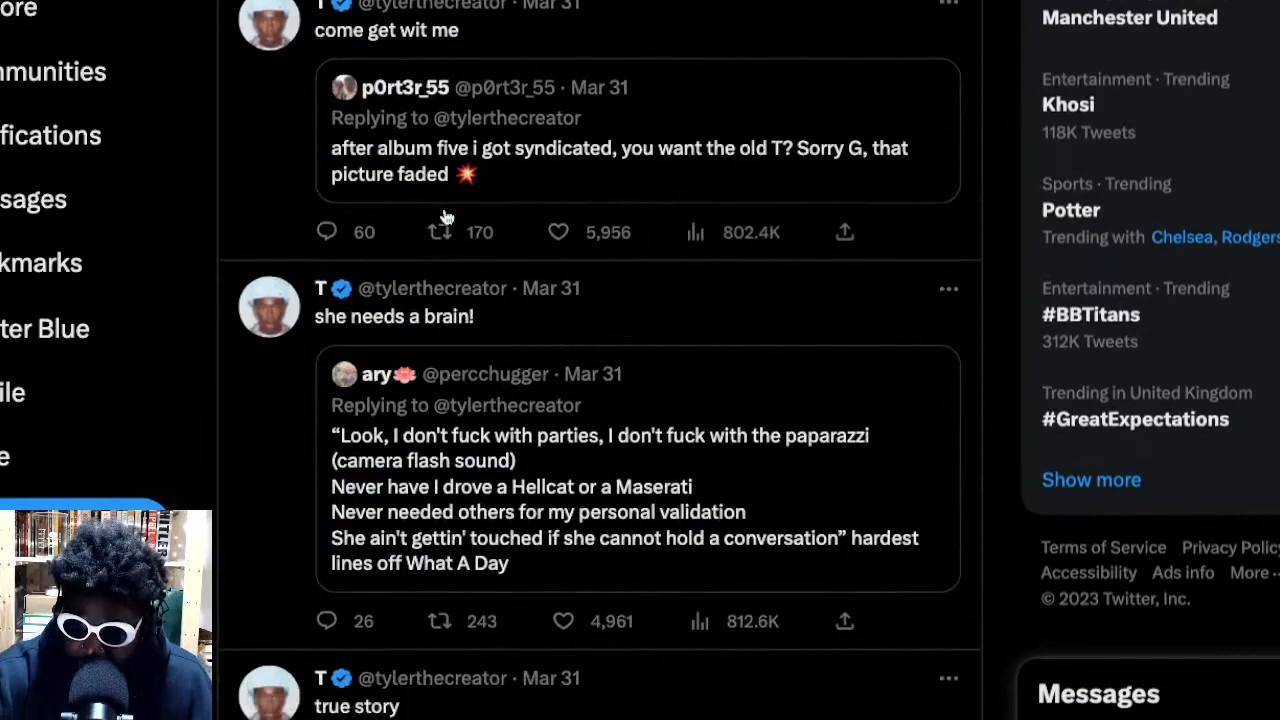 ore
T @tylerthecreator · Mar 31
come get wit me
p0rt3r_55 @p0rt3r_55 · Mar 31
Replying to @tylerthecreator
after album five i got syndicated, you want the old T? Sorry G, that
picture faded 💥
60 170 5,956 802.4K
T @tylerthecreator · Mar 31
she needs a brain!
ary🪷 @percchugger · Mar 31
Replying to @tylerthecreator
“Look, I don't fuck with parties, I don't fuck with the paparazzi
(camera flash sound)
Never have I drove a Hellcat or a Maserati
Never needed others for my personal validation
She ain't gettin' touched if she cannot hold a conversation” hardest
lines off What A Day
26 243 4,961 812.6K
T @tylerthecreator · Mar 31
true story
mmunities
fications
sages
kmarks
ter Blue
ile
e
Manchester United
Entertainment · Trending
Khosi
118K Tweets
Sports · Trending
Potter
Trending with Chelsea, Rodgers
Entertainment · Trending
#BBTitans
312K Tweets
Trending in United Kingdom
#GreatExpectations
Show more
Terms of Service Privacy Policy
Accessibility Ads info More ··
© 2023 Twitter, Inc.
Messages